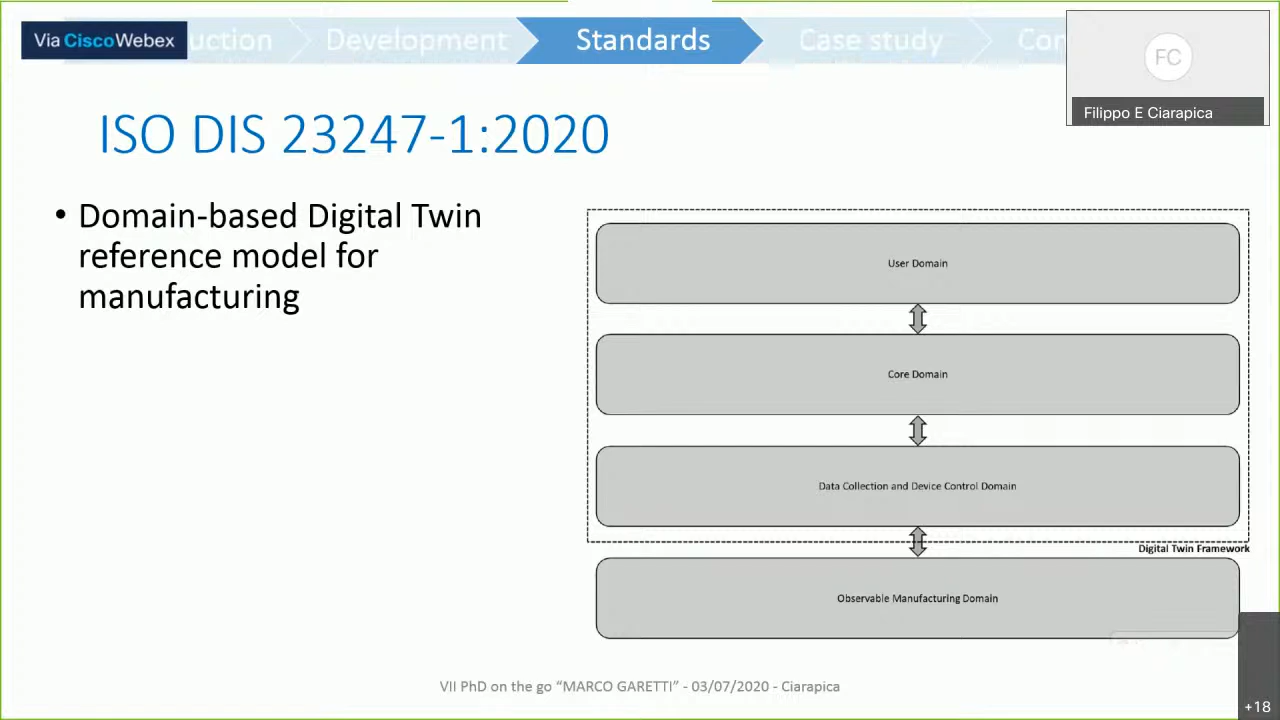 Via CiscoWebex
uction
Development
Standards
Case study
Co
FC
Filippo E Ciarapica
ISO DIS 23247-1:2020
• Domain-based Digital Twin
reference model for
manufacturing
User Domain
Core Domain
Data Collection and Device Control Domain
Digital Twin Framework
Observable Manufacturing Domain
VII PhD on the go “MARCO GARETTI” - 03/07/2020 - Ciarapica
+18